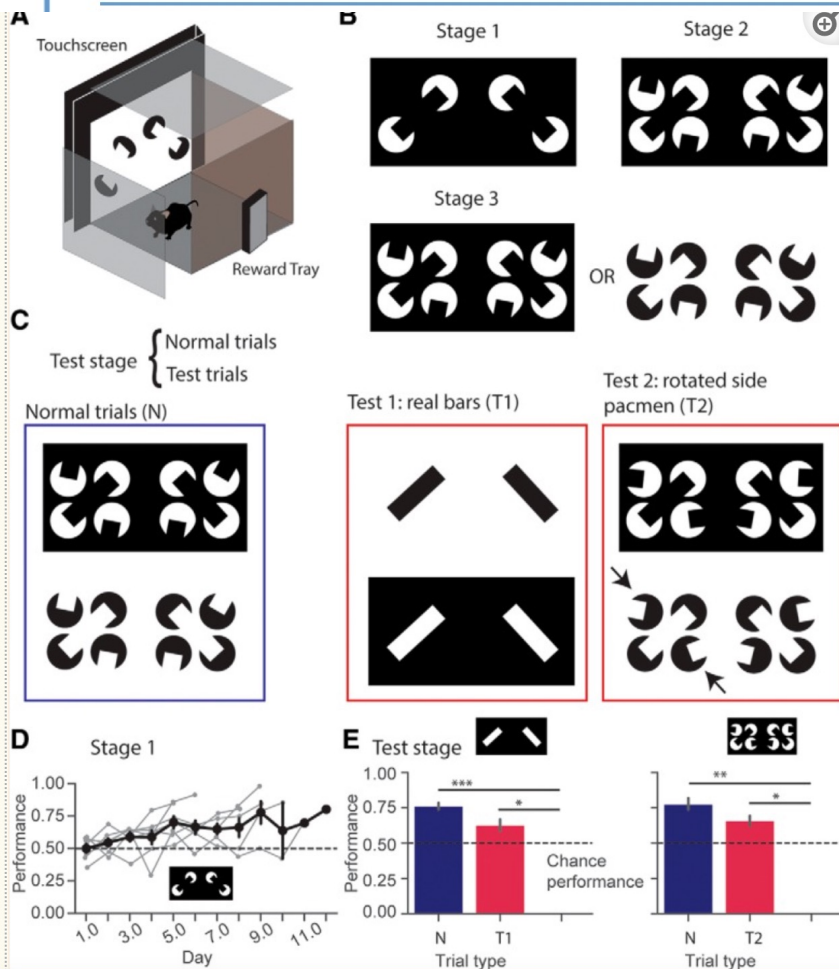 A
Touchscreen
Reward Tray
B
Stage 1
Stage 2
Stage 3
OR
C
Test stage {
Normal trials
Test trials
Normal trials (N)
Test 1: real bars (T1)
Test 2: rotated side
pacmen (T2)
D
Stage 1
1.00
0.75
0.50
0.25
0.00
Performance
1.0
3.0
5.0
7.0
9.0
11.0
Day
E
Test stage
1.00
0.75
0.50
0.25
0.00
Performance
***
*
Chance
performance
N
T1
Trial type
1.00
0.75
0.50
0.25
0.00
Performance
**
*
N
T2
Trial type